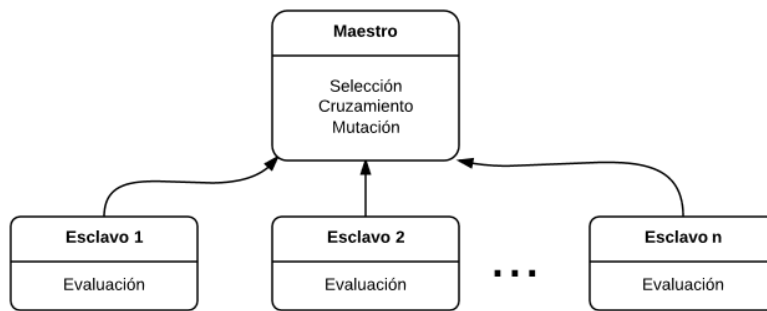 Maestro
Selección
Cruzamiento
Mutación
Esclavo 1
Evaluación
Esclavo 2
Evaluación
...
Esclavo n
Evaluación